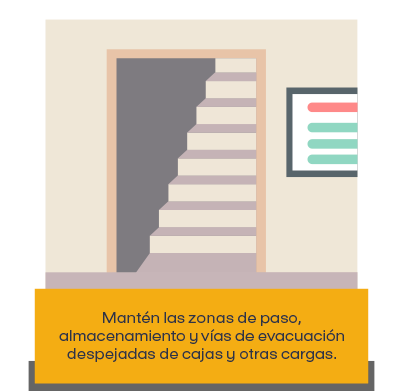 Mantén las zonas de paso,
almacenamiento y vías de evacuación
despejadas de cajas y otras cargas.